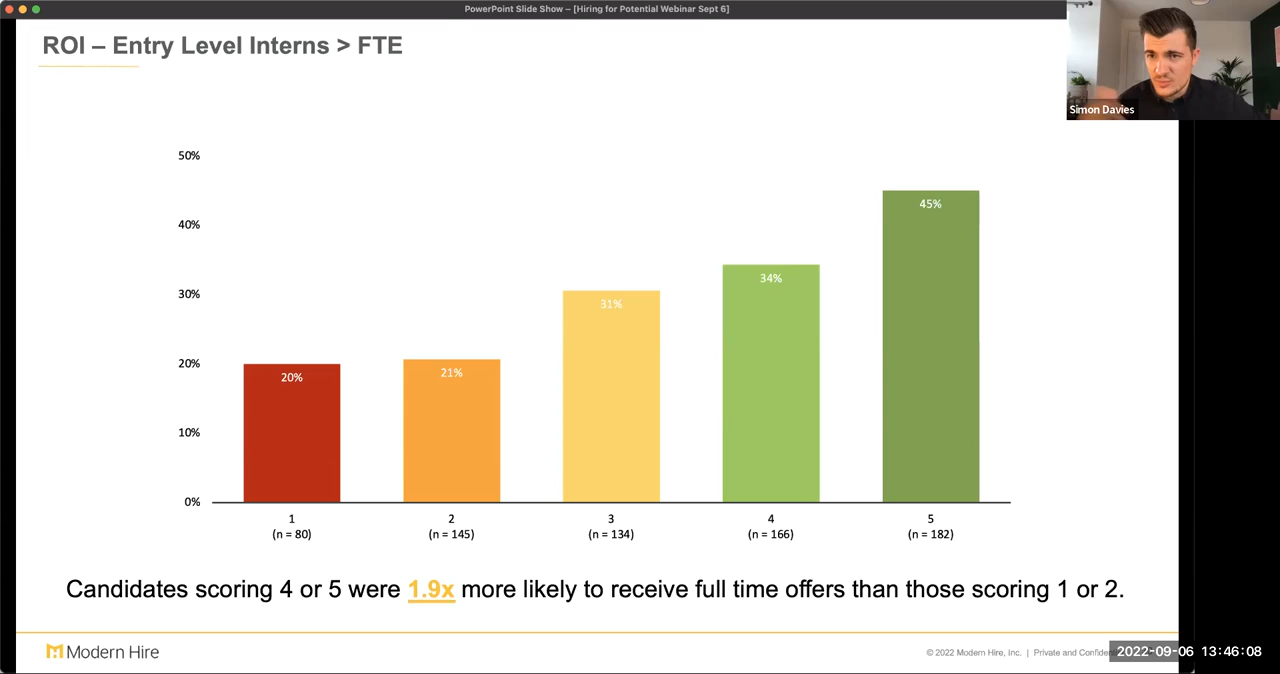 PowerPoint Slide Show – [Hiring for Potential Webinar Sept 6]
ROI – Entry Level Interns > FTE
Simon Davies
50%
40%
30%
20%
10%
0%
20%
21%
31%
34%
45%
1
(n = 80)
2
(n = 145)
3
(n = 134)
4
(n = 166)
5
(n = 182)
Candidates scoring 4 or 5 were 1.9x more likely to receive full time offers than those scoring 1 or 2.
Modern Hire
© 2022 Modern Hire, Inc. | Private and
2022-09-06 13:46:08